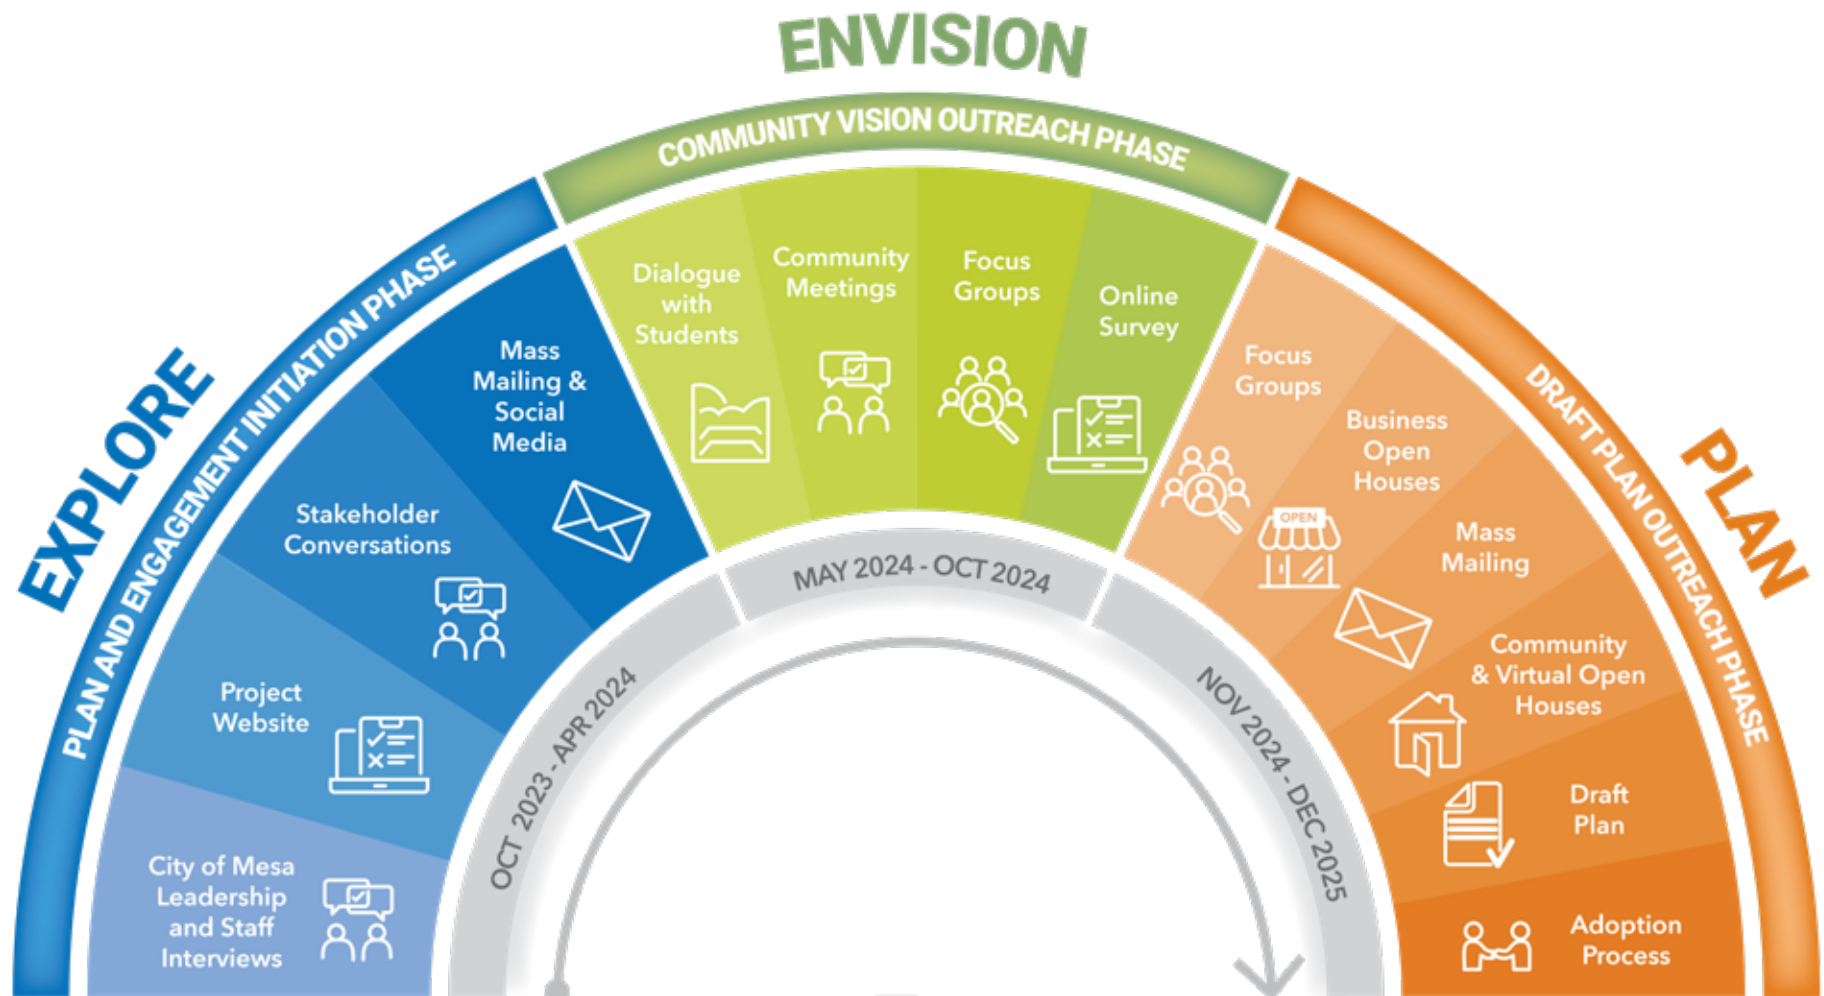 EXPLORE
PLAN AND ENGAGEMENT INITIATION PHASE
City of Mesa
Leadership
and Staff
Interviews
Project
Website
Stakeholder
Conversations
Mass
Mailing &
Social
Media
OCT 2023 - APR 2024
ENVISION
COMMUNITY VISION OUTREACH PHASE
Dialogue
with
Students
Community
Meetings
Focus
Groups
Online
Survey
MAY 2024 - OCT 2024
PLAN
DRAFT PLAN OUTREACH PHASE
Focus
Groups
Business
Open
Houses
OPEN
Mass
Mailing
Community
& Virtual Open
Houses
Draft
Plan
Adoption
Process
NOV 2024 - DEC 2025